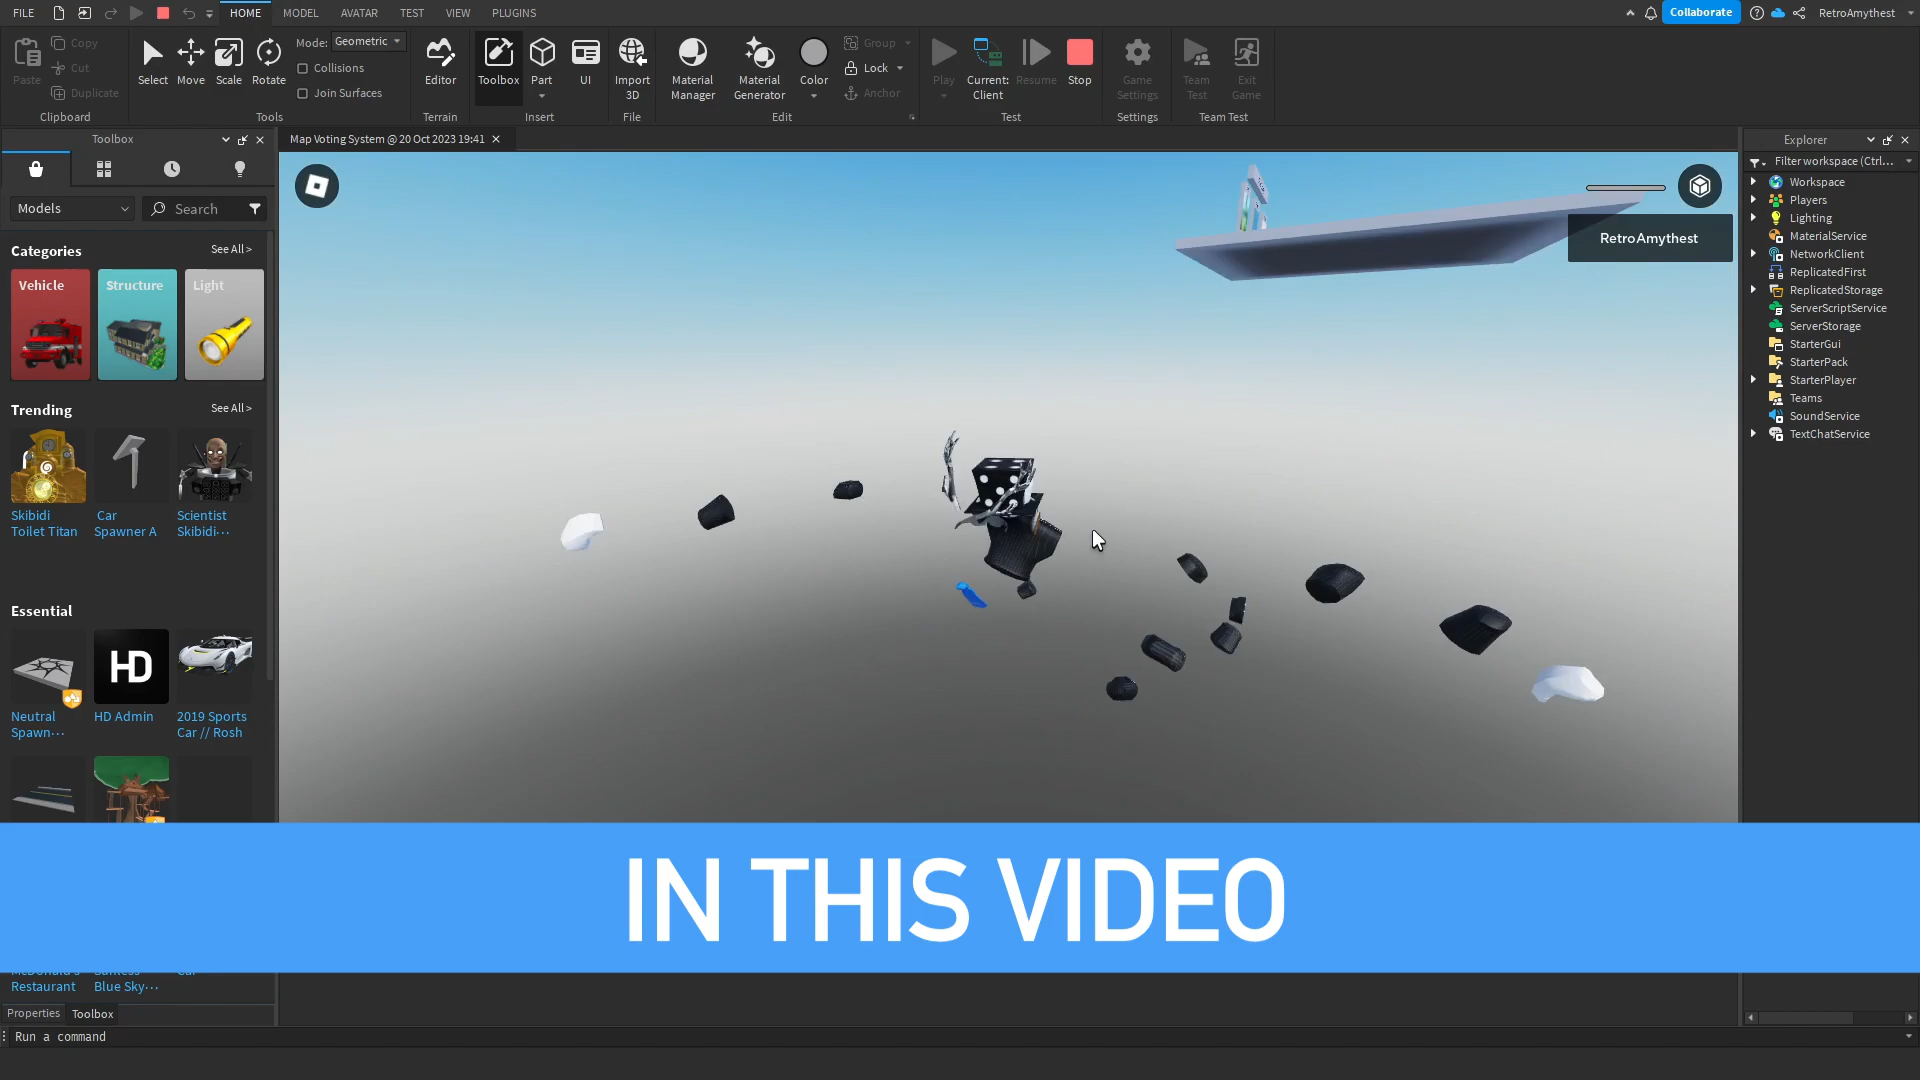 FILE HOME MODEL AVATAR TEST VIEW PLUGINS Collaborate RetroAmythest
Paste Copy Cut Duplicate
Clipboard
Select Move Scale Rotate
Mode: Geometric
Collisions
Join Surfaces
Tools
Editor
Terrain
Toolbox Part UI
Insert
Import 3D
File
Material Manager
Material Generator
Color
Group
Lock
Anchor
Edit
Play
Current: Client
Resume
Stop
Test
Game Settings
Settings
Team Test
Exit Game
Team Test
Toolbox
Models Search
Categories See All >
Vehicle Structure Light
Trending See All >
Skibidi Toilet Titan
Car Spawner A
Scientist Skibidi...
Essential
HD
Neutral Spawn...
HD Admin
2019 Sports Car // Rosh
Restaurant
Blue Sky...
Properties Toolbox
Run a command
Map Voting System @ 20 Oct 2023 19:41
RetroAmythest
IN THIS VIDEO
Explorer
Filter workspace (Ctrl...
Workspace
Players
Lighting
MaterialService
NetworkClient
ReplicatedFirst
ReplicatedStorage
ServerScriptService
ServerStorage
StarterGui
StarterPack
StarterPlayer
Teams
SoundService
TextChatService